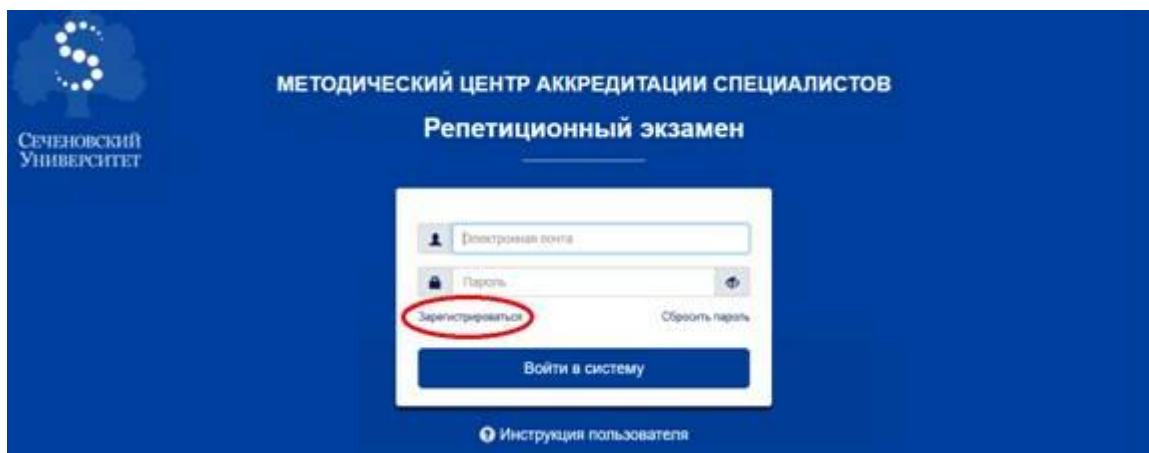 Сеченовский
Университет
МЕТОДИЧЕСКИЙ ЦЕНТР АККРЕДИТАЦИИ СПЕЦИАЛИСТОВ
Репетиционный экзамен
Электронная почта
Пароль
Зарегистрироваться
Сбросить пароль
Войти в систему
Инструкция пользователя